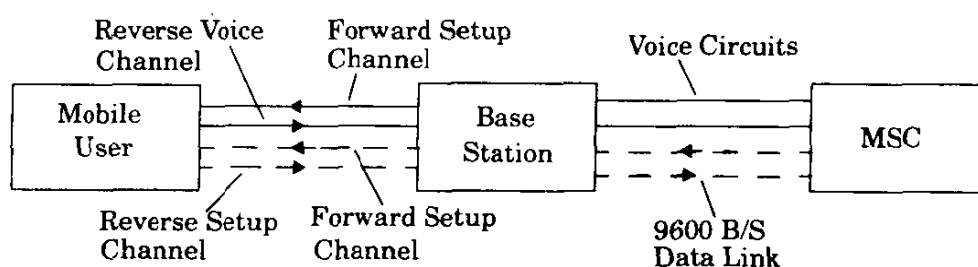 Reverse Voice
Channel
Forward Setup
Channel
Voice Circuits
Mobile
User
Base
Station
MSC
Reverse Setup
Channel
Forward Setup
Channel
9600 B/S
Data Link